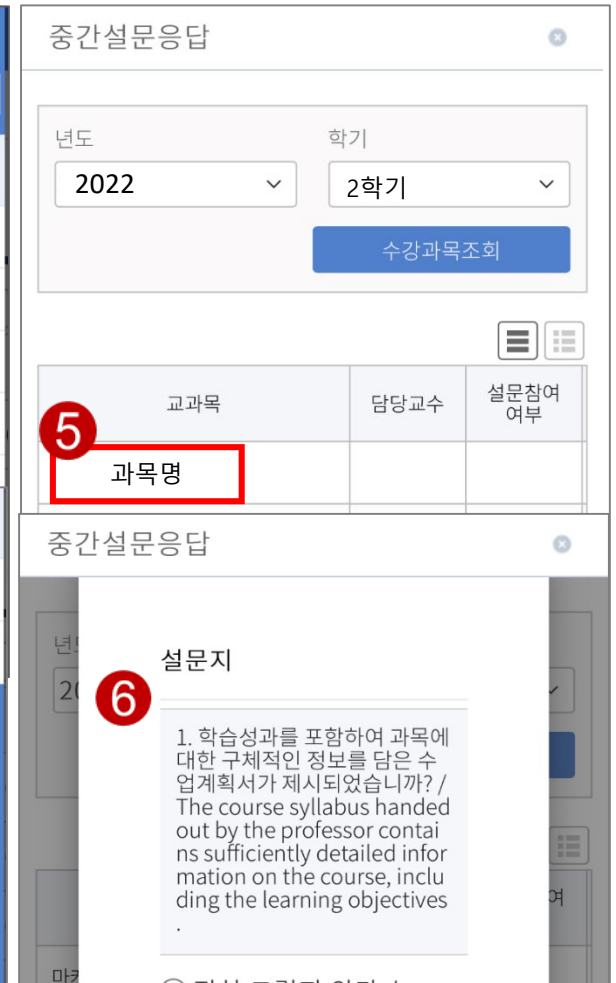 중간설문응답
년도 학기
2022 2학기
수강과목조회
교과목 담당교수 설문참여
여부
5
과목명
중간설문응답
설문지
6
1. 학습성과를 포함하여 과목에
대한 구체적인 정보를 담은 수
업계획서가 제시되었습니까? /
The course syllabus handed
out by the professor contai
ns sufficiently detailed infor
mation on the course, inclu
ding the learning objectives
.